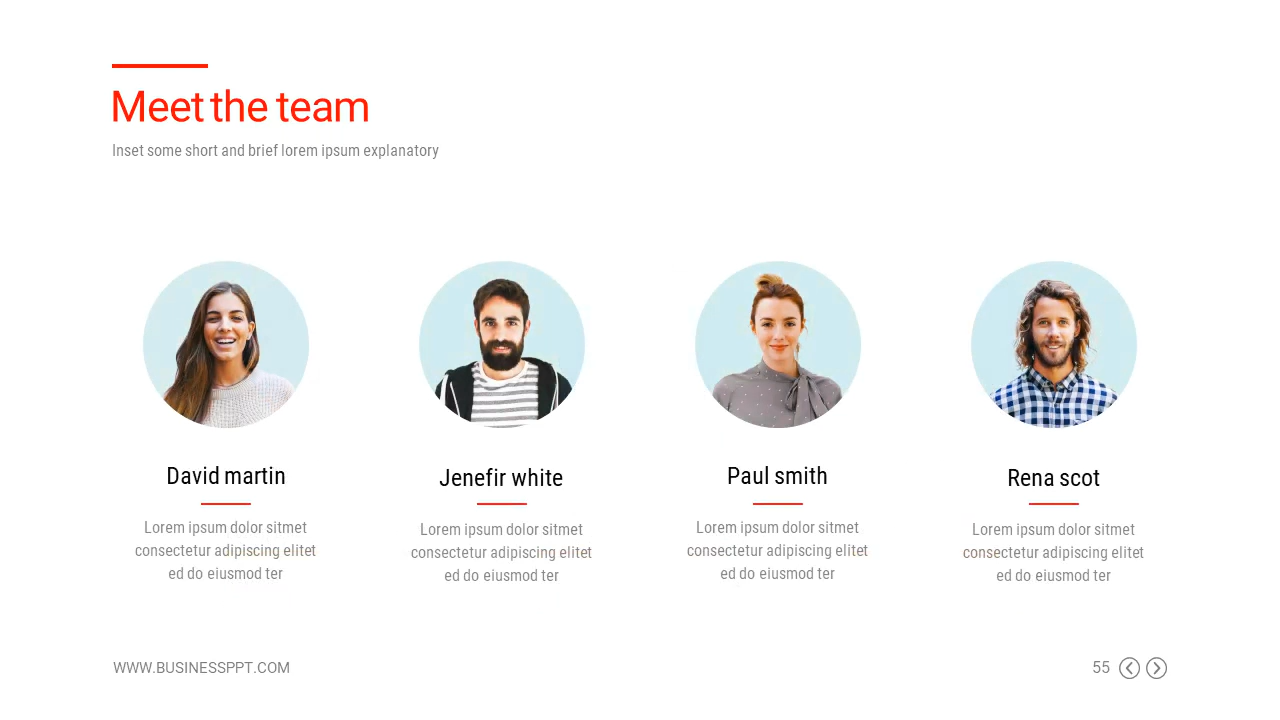 Meet the team
Inset some short and brief lorem ipsum explanatory
David martin
Lorem ipsum dolor sitmet
consectetur adipiscing elitet
ed do eiusmod ter
Jenefir white
Lorem ipsum dolor sitmet
consectetur adipiscing elitet
ed do eiusmod ter
Paul smith
Lorem ipsum dolor sitmet
consectetur adipiscing elitet
ed do eiusmod ter
Rena scot
Lorem ipsum dolor sitmet
consectetur adipiscing elitet
ed do eiusmod ter
WWW.BUSINESSPPT.COM
55